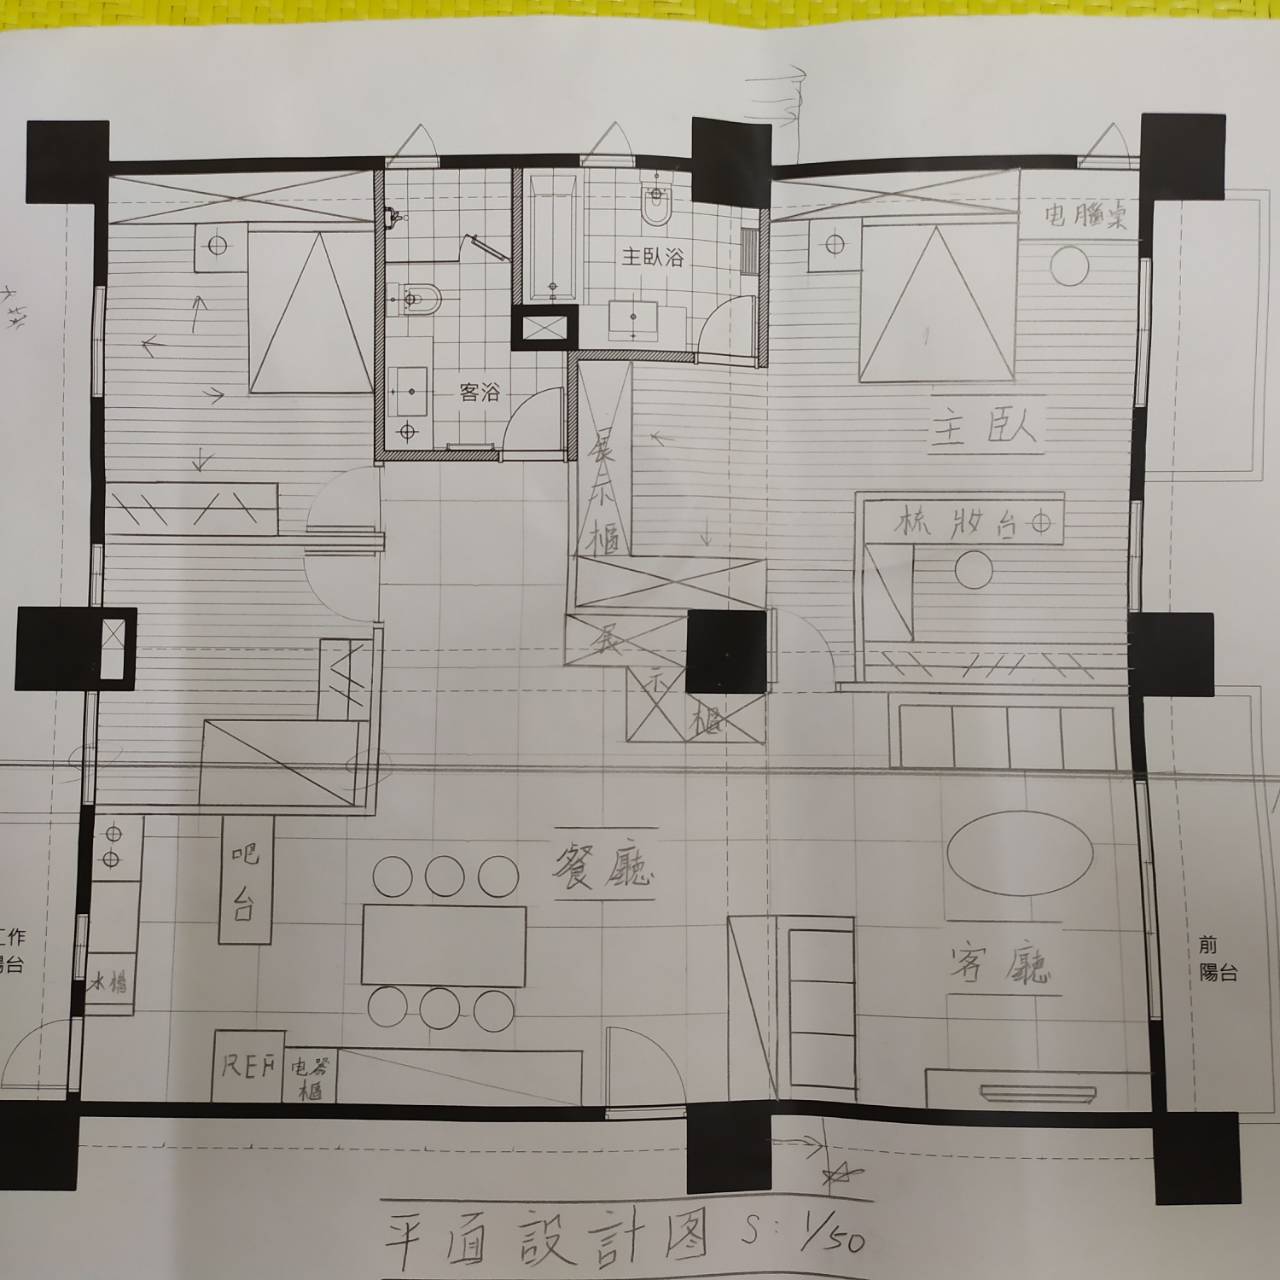 电腦桌
主臥浴
客浴
主臥
展示櫃
梳妝台
展示櫃
吧台
餐廳
客廳
工作
陽台
水槽
前
陽台
REF
电器櫃
平面設計图 S: 1/50